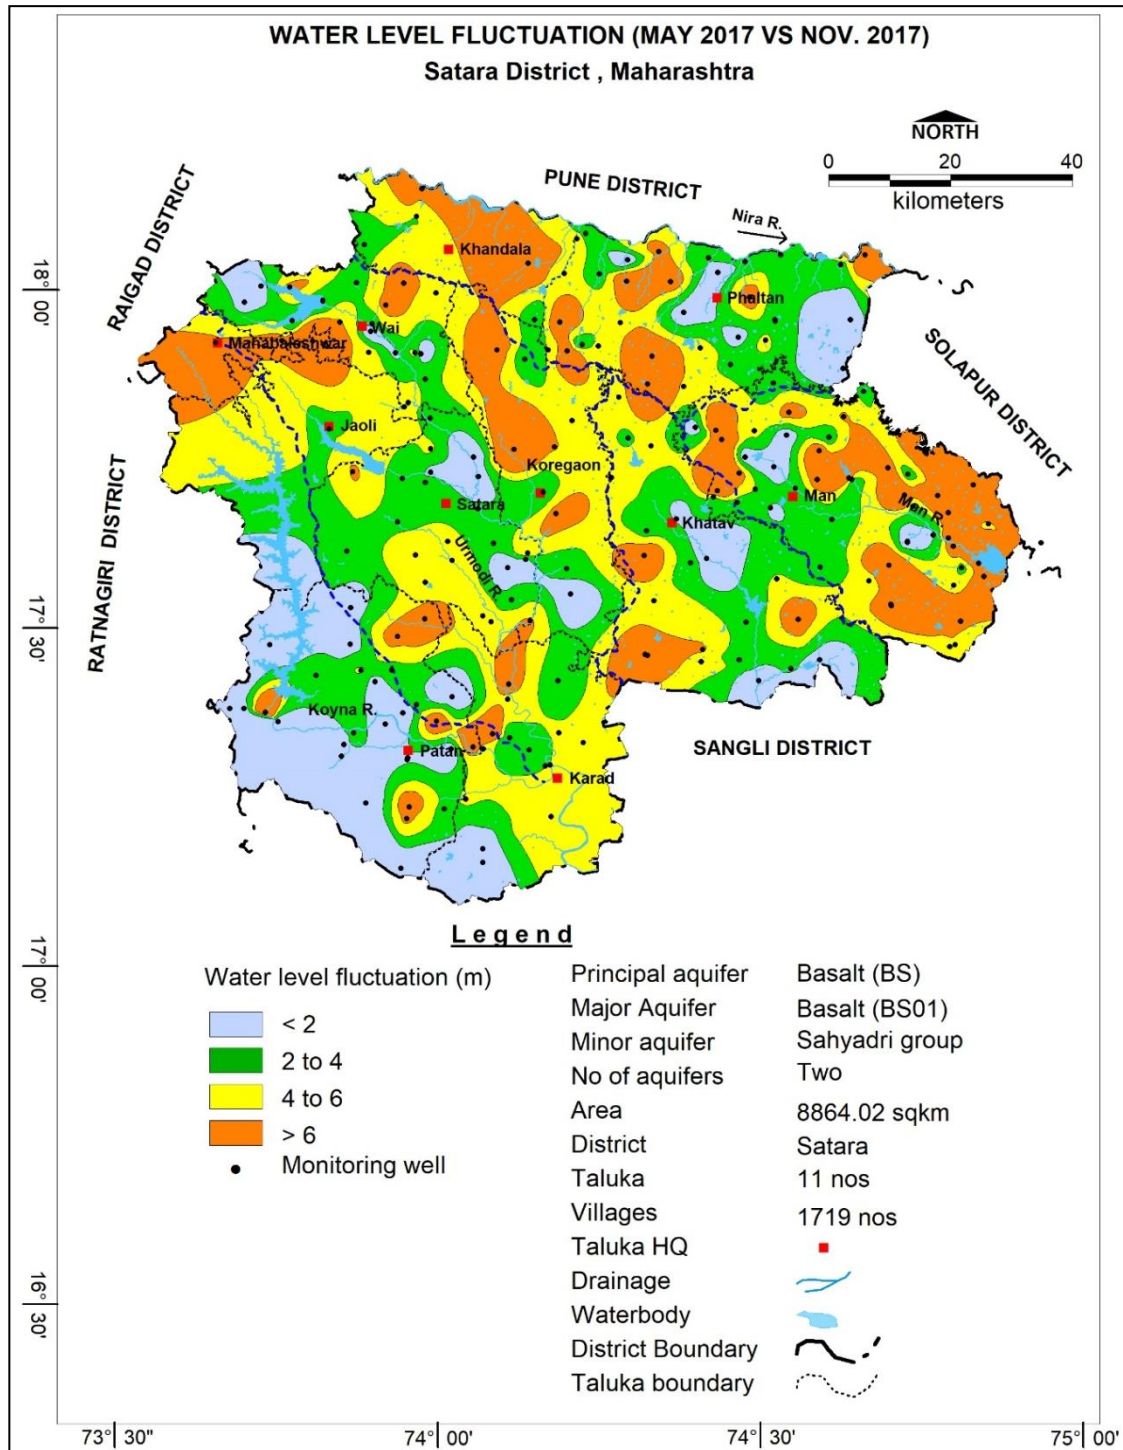 WATER LEVEL FLUCTUATION (MAY 2017 VS NOV. 2017)
Satara District , Maharashtra
NORTH
0 20 40
kilometers
PUNE DISTRICT
RAIGAD DISTRICT
Nira R.
Khandala
18° 00'
Phaltan
Wai
Mahabaleshwar
SOLAPUR DISTRICT
Jaoli
Koregaon
Satara
Man
Man R.
Khatav
RATNAGIRI DISTRICT
Urmodi R.
17° 30'
Koyna R.
Patan
SANGLI DISTRICT
Karad
Legend
17° 00'
Water level fluctuation (m)
< 2
2 to 4
4 to 6
> 6
Monitoring well
Principal aquifer Basalt (BS)
Major Aquifer Basalt (BS01)
Minor aquifer Sahyadri group
No of aquifers Two
Area 8864.02 sqkm
District Satara
Taluka 11 nos
Villages 1719 nos
Taluka HQ
Drainage
Waterbody
District Boundary
Taluka boundary
16° 30'
73° 30" 74° 00' 74° 30" 75° 00'